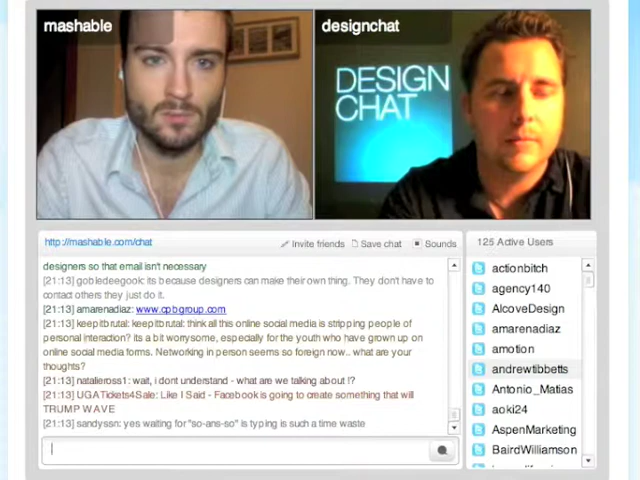 mashable
designchat
DESIGN
CHAT
http://mashable.com/chat
Invite friends
Save chat
Sounds
125 Active Users
designers so that email isn't necessary
[21:13] gobledeegook: its because designers can make their own thing. They don't have to
contact others they just do it.
[21:13] amarenadiaz: www.cpbgroup.com
[21:13] keepitbrutal: keepitbrutal: think all this online social media is stripping people of
personal interaction? its a bit worrysome, especially for the youth who have grown up on
online social media forms. Networking in person seems so foreign now.. what are your
thoughts?
[21:13] natalieross1: wait, i dont understand - what are we talking about !?
[21:13] UGATickets4Sale: Like I Said - Facebook is going to create something that will
TRUMP WAVE
[21:13] sandyssn: yes waiting for "so-ans-so" is typing is such a time waste
actionbitch
agency140
AlcoveDesign
amarenadiaz
amotion
andrewtibbetts
Antonio_Matias
aoki24
AspenMarketing
BairdWilliamson